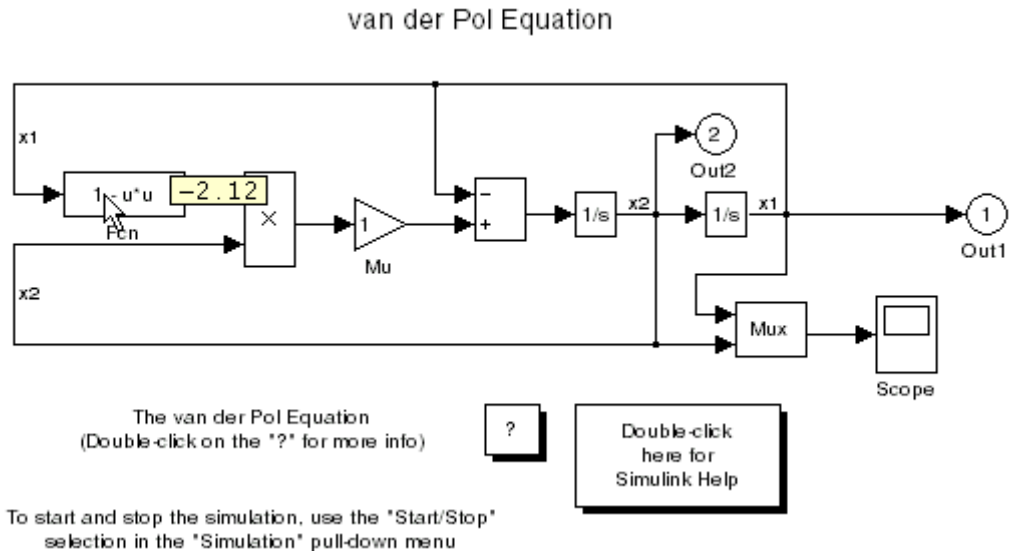 van der Pol Equation
x1
1 - u*u
-2.12
Fcn
×
1
Mu
−
+
1/s
x2
2
Out2
1/s
x1
1
Out1
x2
Mux
Scope
The van der Pol Equation
(Double-click on the "?" for more info)
?
Double-click
here for
Simulink Help
To start and stop the simulation, use the "Start/Stop"
selection in the "Simulation" pull-down menu